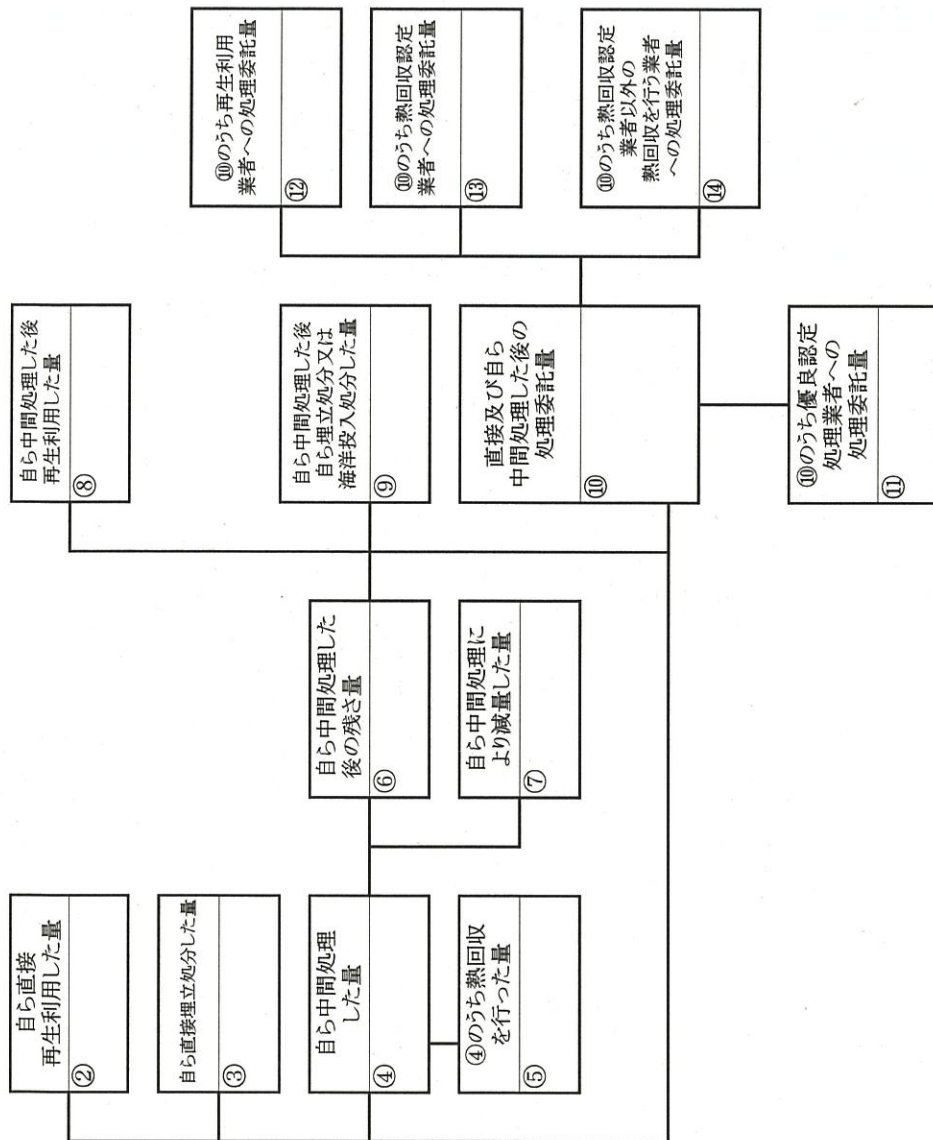 自ら直接
再生利用した量
②
自ら直接埋立処分した量
③
自ら中間処理
した量
④
④のうち熱回収
を行った量
⑤
自ら中間処理した
後の残さ量
⑥
自ら中間処理に
より減量した量
⑦
自ら中間処理した後
再生利用した量
⑧
自ら中間処理した後
自ら埋立処分又は
海洋投入処分した量
⑨
直接及び自ら
中間処理した後の
処理委託量
⑩
⑩のうち優良認定
処理業者への
処理委託量
⑪
⑩のうち再生利用
業者への処理委託量
⑫
⑩のうち熱回収認定
業者への処理委託量
⑬
⑩のうち熱回収認定
業者以外の
熱回収を行う業者
への処理委託量
⑭